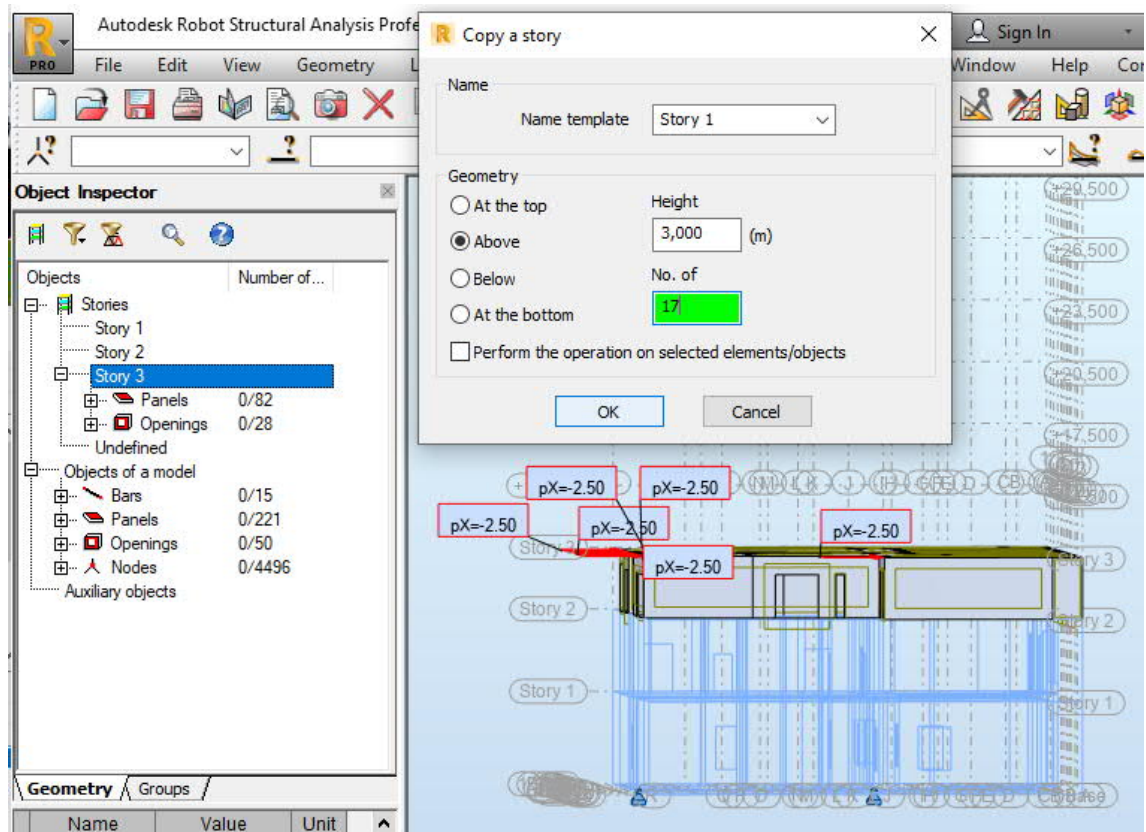 Autodesk Robot Structural Analysis Profe
Copy a story
Sign In
PRO
File Edit View Geometry L
Window Help Cor
Name
Name template Story 1
Geometry
At the top
Height
Above
3,000 (m)
Below
No. of
At the bottom
17
Perform the operation on selected elements/objects
OK Cancel
Object Inspector
Objects Number of...
Stories
Story 1
Story 2
Story 3
Panels 0/82
Openings 0/28
Undefined
Objects of a model
Bars 0/15
Panels 0/221
Openings 0/50
Nodes 0/4496
Auxiliary objects
Geometry Groups
Name Value Unit
+29,500
+26,500
+23,500
+20,500
+17,500
pX=-2.50 pX=-2.50
pX=-2.50 pX=-2.50 pX=-2.50
pX=-2.50
Story 3
Story 2 Story 2
Story 1 Story 1
Base